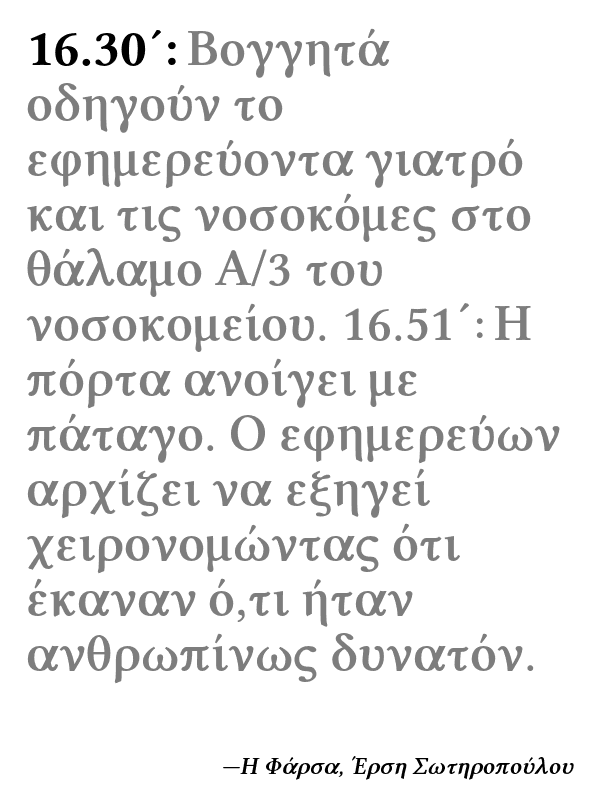 16.30΄: Βογγητά
οδηγούν το
εφημερεύοντα γιατρό
και τις νοσοκόμες στο
θάλαμο Α/3 του
νοσοκομείου. 16.51΄: Η
πόρτα ανοίγει με
πάταγο. Ο εφημερεύων
αρχίζει να εξηγεί
χειρονομώντας ότι
έκαναν ό,τι ήταν
ανθρωπίνως δυνατόν.
—Η Φάρσα, Έρση Σωτηροπούλου